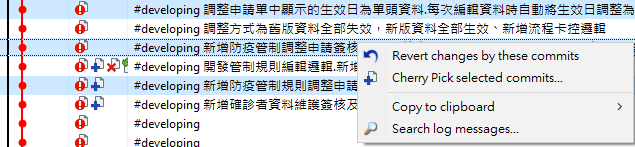 #developing 調整申請單中顯示的生效日為單頭資料,每次編輯資料時自動將生效日調整為
#developing 調整方式為舊版資料全部失效，新版資料全部生效、新增流程卡控邏輯
#developing 新增防疫管制調整申請簽核
#developing 開發管制規則編輯邏輯.新增
#developing 新增防疫管制規則調整申請
#developing 新增確診者資料維護簽核及
#developing
#developing
Revert changes by these commits
Cherry Pick selected commits...
Copy to clipboard
Search log messages...